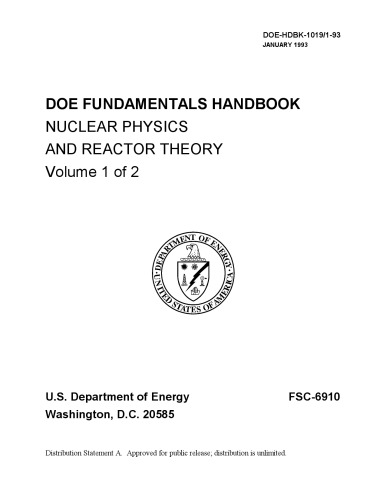 DOE-HDBK-1019/1-93
JANUARY 1993
DOE FUNDAMENTALS HANDBOOK
NUCLEAR PHYSICS
AND REACTOR THEORY
Volume 1 of 2
DEPARTMENT OF ENERGY
UNITED STATES OF AMERICA
U.S. Department of Energy FSC-6910
Washington, D.C. 20585
Distribution Statement A. Approved for public release; distribution is unlimited.